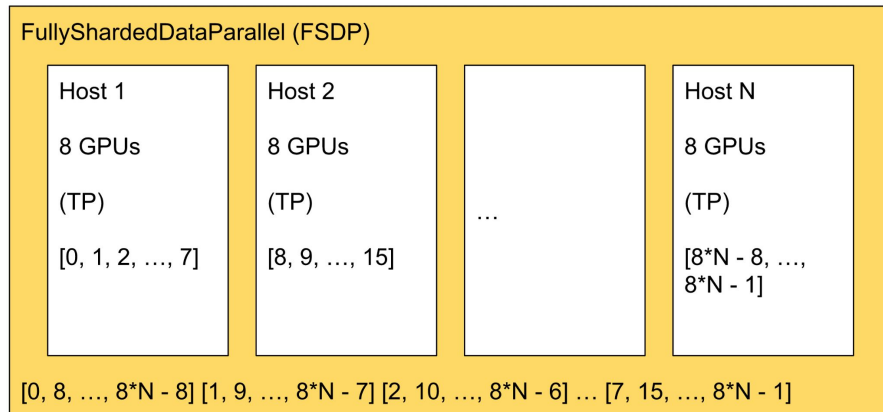 FullyShardedDataParallel (FSDP)
Host 1
8 GPUs
(TP)
[0, 1, 2, …, 7]
Host 2
8 GPUs
(TP)
[8, 9, …, 15]
…
Host N
8 GPUs
(TP)
[8*N - 8, …,
8*N - 1]
[0, 8, …, 8*N - 8] [1, 9, …, 8*N - 7] [2, 10, …, 8*N - 6] … [7, 15, …, 8*N - 1]